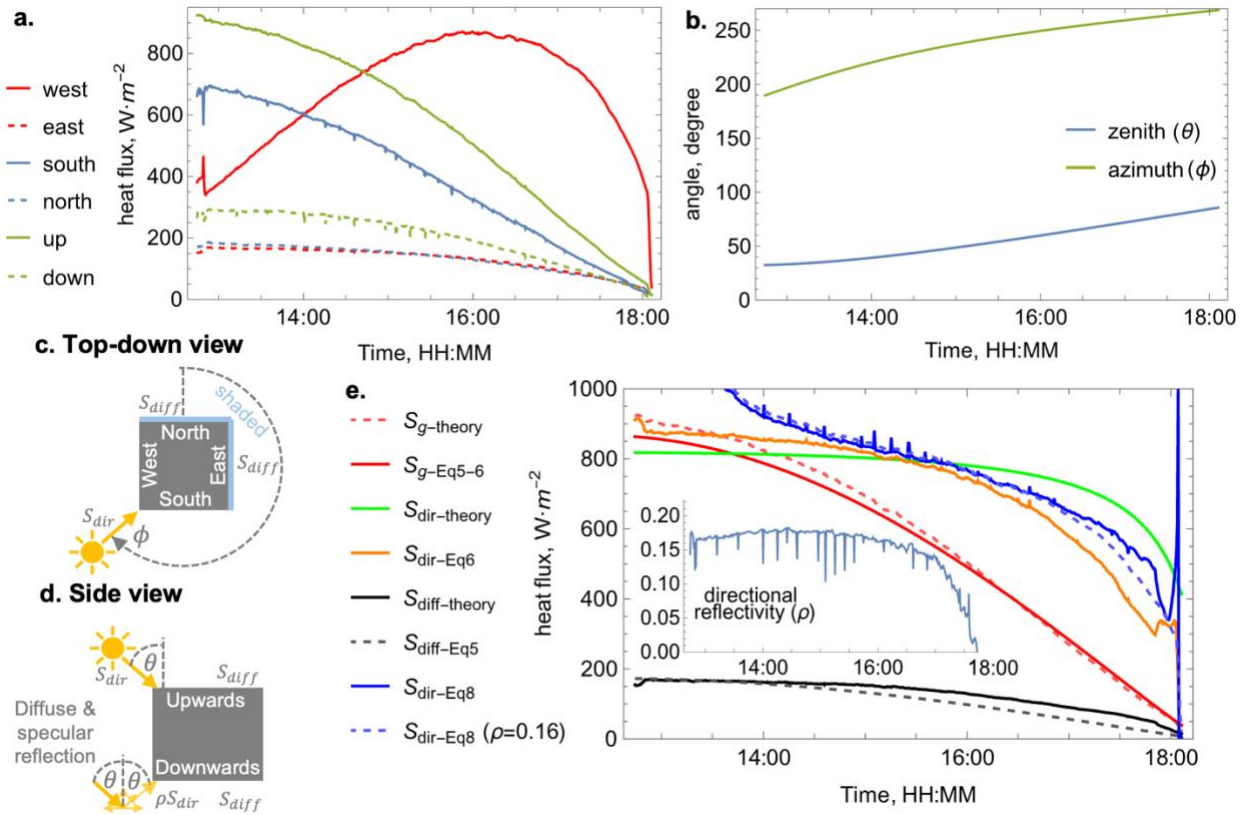 a.
west
east
south
north
up
down
heat flux, W·m⁻²
0
200
400
600
800
14:00
16:00
18:00
Time, HH:MM
b.
angle, degree
0
50
100
150
200
250
zenith (θ)
azimuth (ϕ)
14:00
16:00
18:00
Time, HH:MM
c. Top-down view
S_diff
shaded
North
West
East
South
S_diff
S_dir
ϕ
d. Side view
θ
S_dir
S_diff
Upwards
Diffuse &
specular
reflection
Downwards
θ
θ
ρS_dir
S_diff
e.
S_g-theory
S_g-Eq5-6
S_dir-theory
S_dir-Eq6
S_diff-theory
S_diff-Eq5
S_dir-Eq8
S_dir-Eq8 (ρ=0.16)
heat flux, W·m⁻²
0
200
400
600
800
1000
0.20
0.15
0.10
0.05
0.00
directional
reflectivity (ρ)
14:00
16:00
18:00
14:00
16:00
18:00
Time, HH:MM